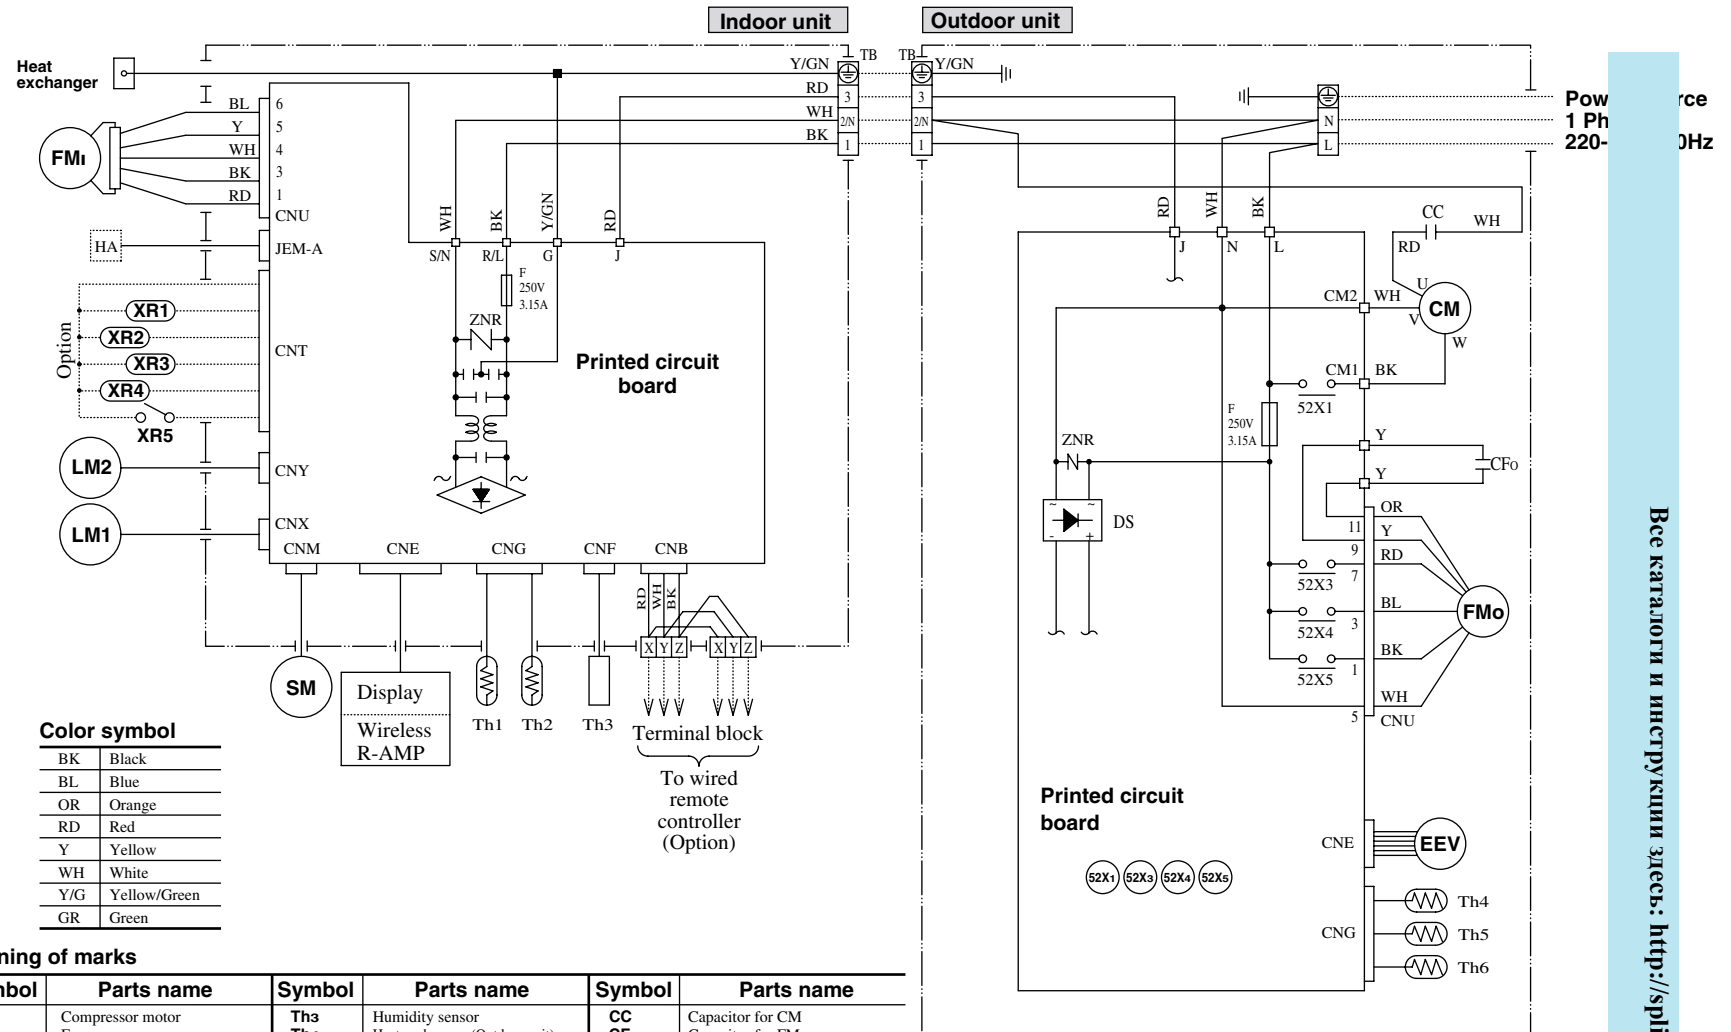 Indoor unit
Outdoor unit
Heat
exchanger
Y/GN
TB
TB
Y/GN
RD
3
3
WH
2/N
2/N
BK
1
1
N
L
Pow
rce
1 Ph
220-
0Hz
FMI
BL
6
Y
5
WH
4
BK
3
RD
1
CNU
HA
JEM-A
WH
BK
Y/GN
RD
S/N
R/L
G
J
F
250V
3.15A
ZNR
Printed circuit
board
Option
XR1
XR2
XR3
XR4
XR5
CNT
LM2
CNY
LM1
CNX
CNM
CNE
CNG
CNF
CNB
RD
WH
BK
X Y Z
X Y Z
SM
Display
Wireless
R-AMP
Th1
Th2
Th3
Terminal block
To wired
remote
controller
(Option)
RD
WH
BK
J
N
L
CC
WH
RD
U
CM2
WH
V
CM
W
CM1
BK
52X1
F
250V
3.15A
ZNR
Y
CFO
Y
DS
OR
11
Y
9
RD
7
52X3
BL
3
52X4
BK
1
52X5
WH
5
CNU
FMo
Printed circuit
board
52X1
52X3
52X4
52X5
CNE
EEV
CNG
Th4
Th5
Th6
Color symbol
BK Black
BL Blue
OR Orange
RD Red
Y Yellow
WH White
Y/G Yellow/Green
GR Green
ning of marks
nbol Parts name Symbol Parts name Symbol Parts name
Compressor motor Th3 Humidity sensor CC Capacitor for CM
Все каталоги и инструкции здесь: http://spli